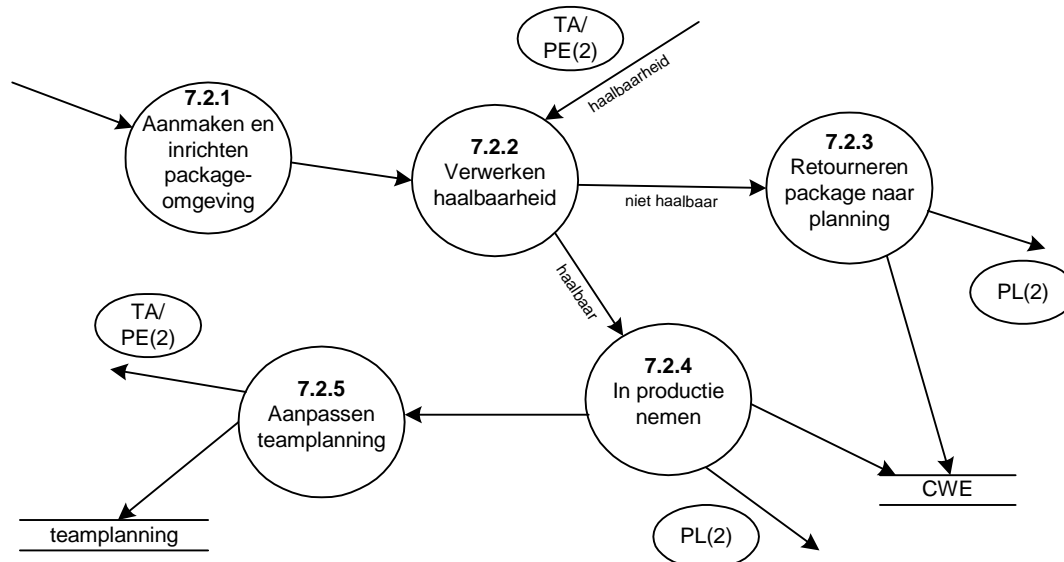 TA/
PE(2)
haalbaarheid
7.2.1
Aanmaken en
inrichten
package-
omgeving
7.2.2
Verwerken
haalbaarheid
niet haalbaar
7.2.3
Retourneren
package naar
planning
PL(2)
haalbaar
TA/
PE(2)
7.2.5
Aanpassen
teamplanning
7.2.4
In productie
nemen
CWE
teamplanning
PL(2)